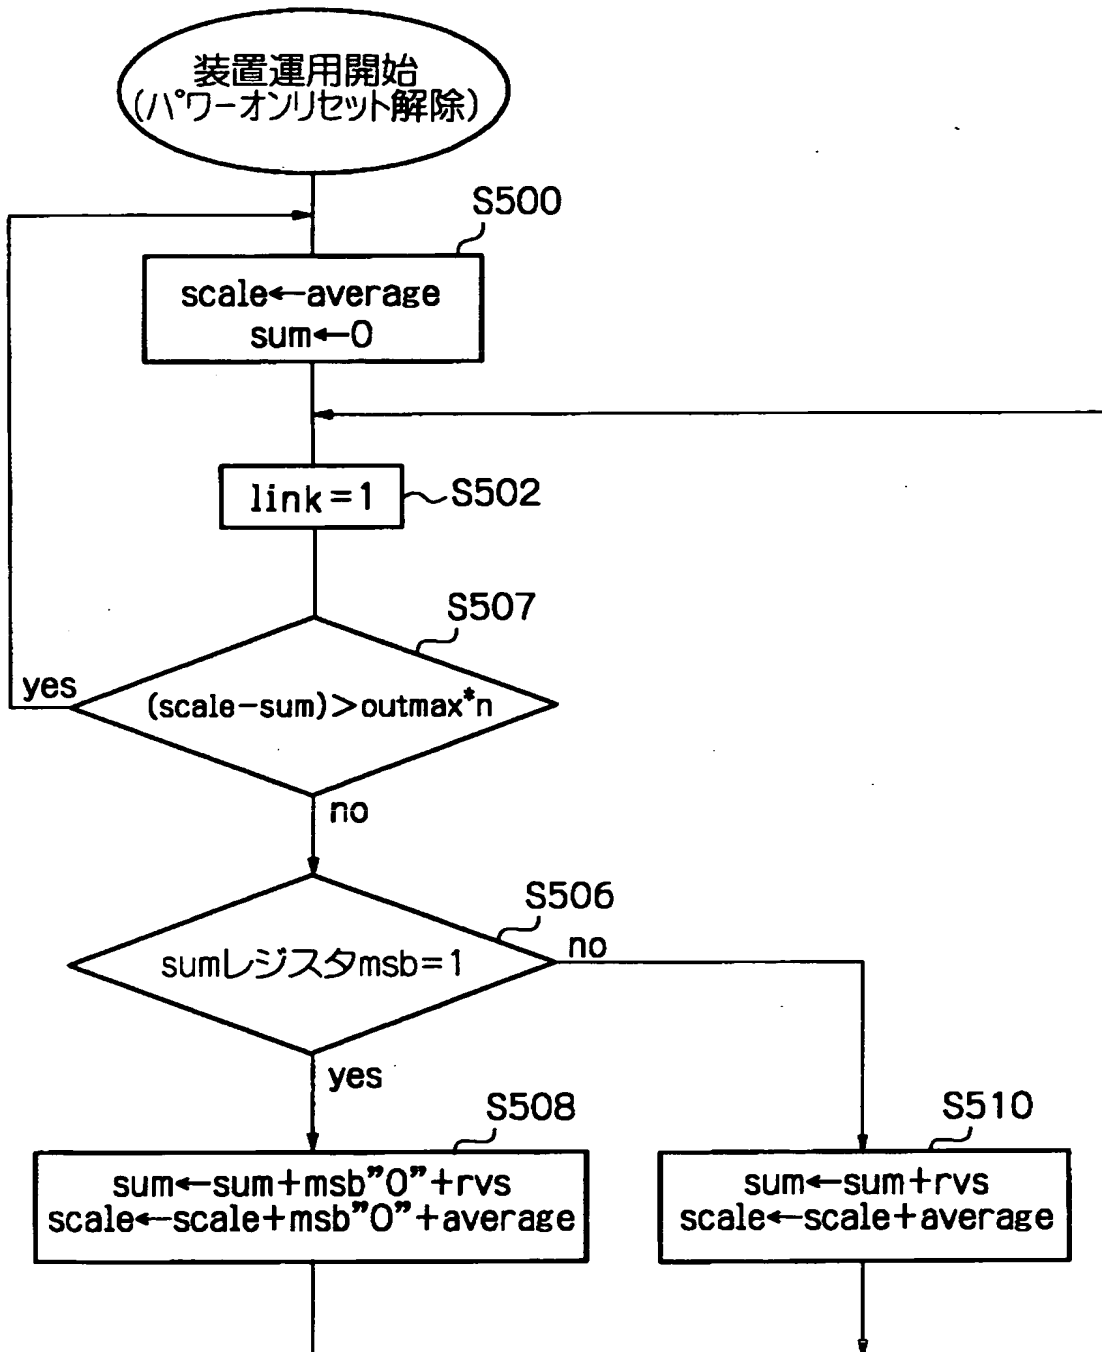 装置運用開始
(パワーオンリセット解除)
S500
scale←average
sum←0
link=1
S502
S507
yes
(scale-sum)>outmax*n
no
S506
sumレジスタmsb=1
no
yes
S508
S510
sum←sum+msb"0"+rvs
scale←scale+msb"0"+average
sum←sum+rvs
scale←scale+average